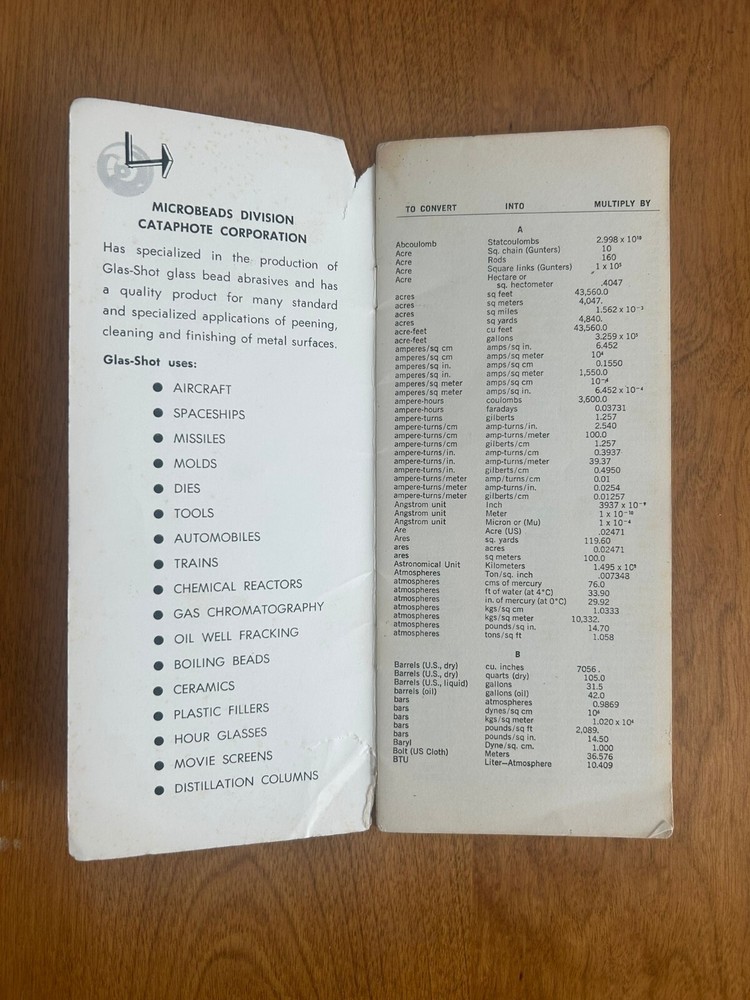 MICROBEADS DIVISION
CATAPHOTE CORPORATION
Has specialized in the production of
Glas-Shot glass bead abrasives and has
a quality product for many standard
and specialized applications of peening,
cleaning and finishing of metal surfaces.
Glas-Shot uses:
● AIRCRAFT
● SPACESHIPS
● MISSILES
● MOLDS
● DIES
● TOOLS
● AUTOMOBILES
● TRAINS
● CHEMICAL REACTORS
● GAS CHROMATOGRAPHY
● OIL WELL FRACKING
● BOILING BEADS
● CERAMICS
● PLASTIC FILLERS
● HOUR GLASSES
● MOVIE SCREENS
● DISTILLATION COLUMNS
TO CONVERT INTO MULTIPLY BY
A
Abcoulomb Statcoulombs 2.998 x 10¹⁰
Acre Sq. chain (Gunters) 10
Acre Rods 160
Acre Square links (Gunters) 1 x 10⁵
Acre Hectare or
sq. hectometer .4047
acres sq feet 43,560.0
acres sq meters 4,047.
acres sq miles 1.562 x 10⁻³
acres sq yards 4,840.
acre-feet cu feet 43,560.0
acre-feet gallons 3.259 x 10⁵
amperes/sq cm amps/sq in. 6.452
amperes/sq cm amps/sq meter 10⁴
amperes/sq in. amps/sq cm 0.1550
amperes/sq in. amps/sq meter 1,550.0
amperes/sq meter amps/sq cm 10⁻⁴
amperes/sq meter amps/sq in. 6.452 x 10⁻⁴
ampere-hours coulombs 3,600.0
ampere-hours faradays 0.03731
ampere-turns gilberts 1.257
ampere-turns/cm amp-turns/in. 2.540
ampere-turns/cm amp-turns/meter 100.0
ampere-turns/cm gilberts/cm 1.257
ampere-turns/in. amp-turns/cm 0.3937
ampere-turns/in. amp-turns/meter 39.37
ampere-turns/in. gilberts/cm 0.4950
ampere-turns/meter amp/turns/cm 0.01
ampere-turns/meter amp-turns/in. 0.0254
ampere-turns/meter gilberts/cm 0.01257
Angstrom unit Inch 3937 x 10⁻⁹
Angstrom unit Meter 1 x 10⁻¹⁰
Angstrom unit Micron or (Mu) 1 x 10⁻⁴
Are Acre (US) .02471
Ares sq. yards 119.60
ares acres 0.02471
ares sq meters 100.0
Astronomical Unit Kilometers 1.495 x 10⁸
Atmospheres Ton/sq. inch .007348
atmospheres cms of mercury 76.0
atmospheres ft of water (at 4°C) 33.90
atmospheres in. of mercury (at 0°C) 29.92
atmospheres kgs/sq cm 1.0333
atmospheres kgs/sq meter 10,332.
atmospheres pounds/sq in. 14.70
atmospheres tons/sq ft 1.058
B
Barrels (U.S., dry) cu. inches 7056.
Barrels (U.S., dry) quarts (dry) 105.0
Barrels (U.S., liquid) gallons 31.5
barrels (oil) gallons (oil) 42.0
bars atmospheres 0.9869
bars dynes/sq cm 10⁶
bars kgs/sq meter 1.020 x 10⁴
bars pounds/sq ft 2,089.
bars pounds/sq in. 14.50
Baryl Dyne/sq. cm. 1.000
Bolt (US Cloth) Meters 36.576
BTU Liter—Atmosphere 10.409